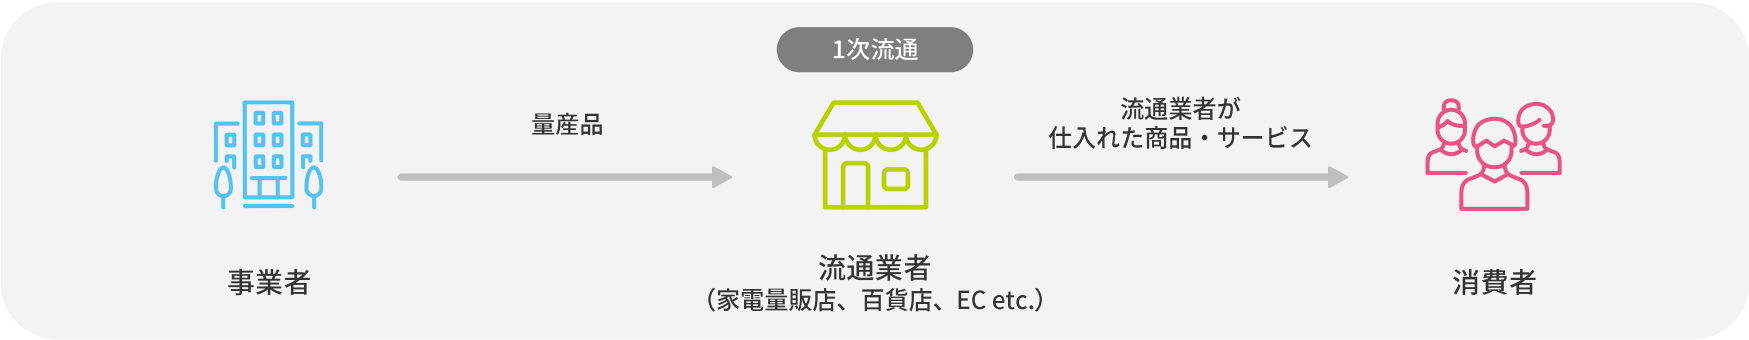 1次流通
量産品
流通業者が
仕入れた商品・サービス
事業者
流通業者
（家電量販店、百貨店、EC etc.）
消費者